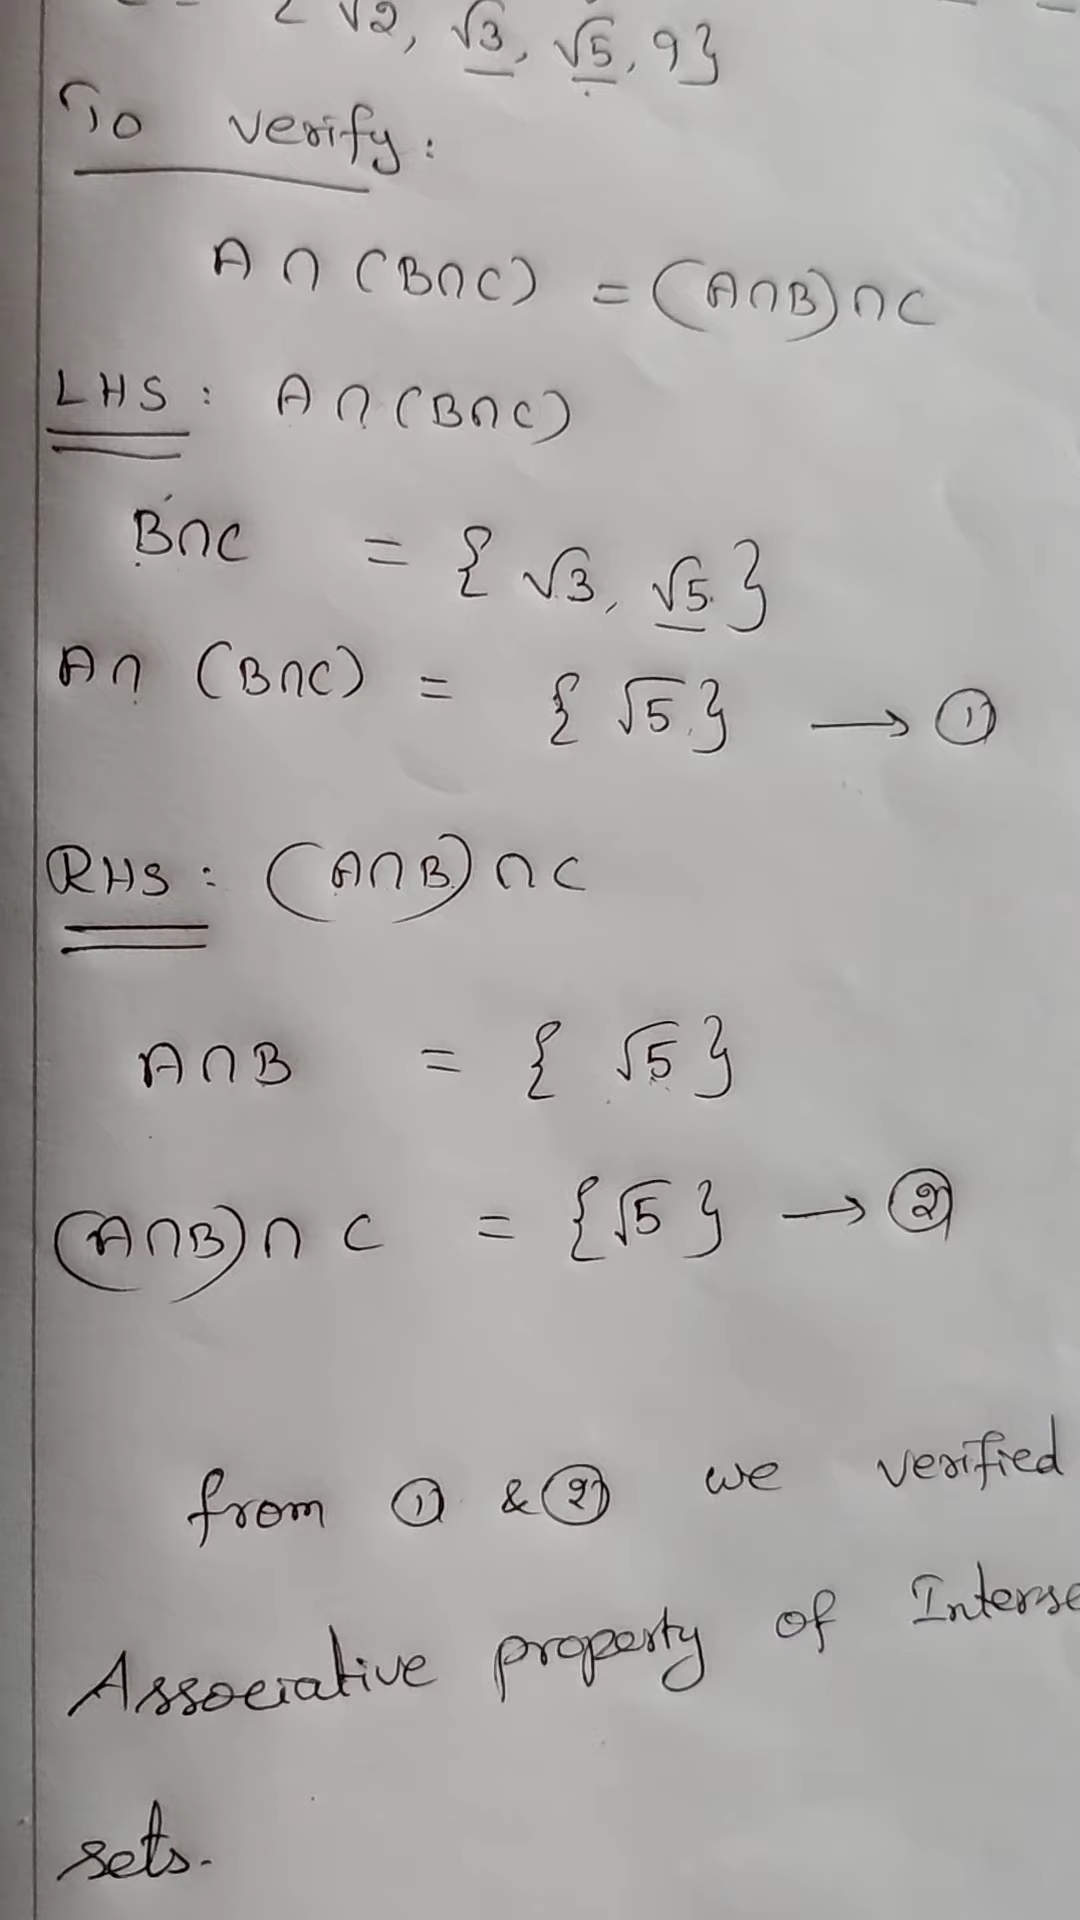 { √2, √3, √5, 9}
To verify:
A ∩ (B∩C) = (A∩B)∩C
LHS : A ∩ (B∩C)
B∩C = { √3, √5 }
A∩ (B∩C) = { √5 } → ①
RHS : (A∩B) ∩ C
A∩B = { √5 }
(A∩B) ∩ C = {√5 } → ②
from ① & ② we verified
Associative property of Interse
sets.